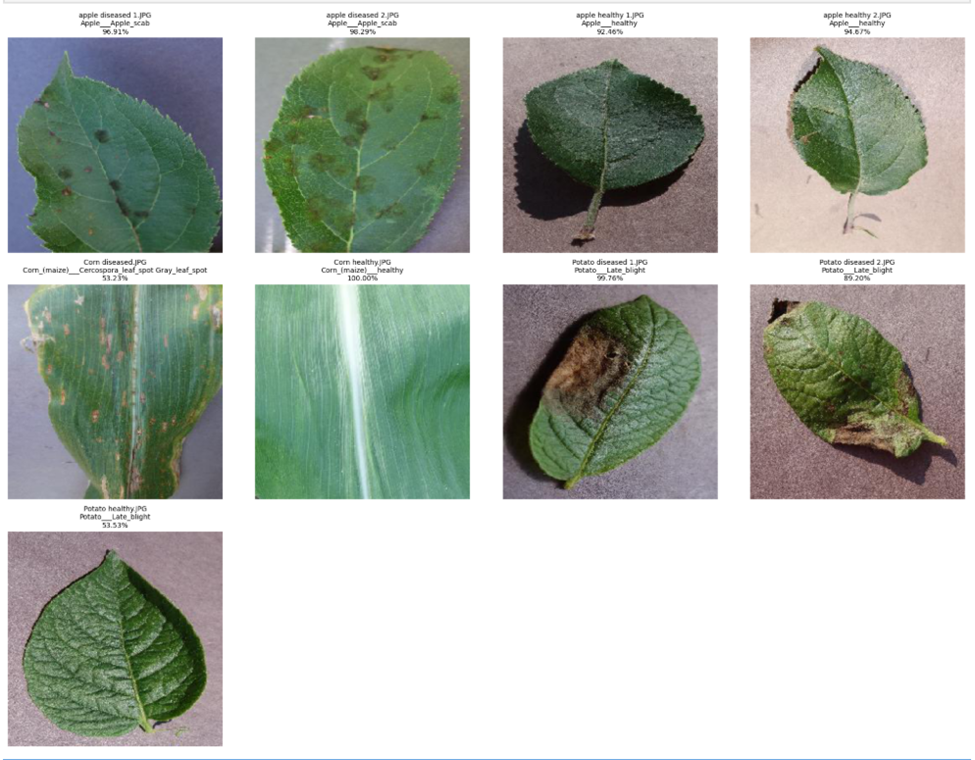 apple diseased 1.JPG
Apple___Apple_scab
96.91%
apple diseased 2.JPG
Apple___Apple_scab
98.29%
apple healthy 1.JPG
Apple___healthy
92.46%
apple healthy 2.JPG
Apple___healthy
94.67%
Corn diseased.JPG
Corn_(maize)___Cercospora_leaf_spot Gray_leaf_spot
53.23%
Corn healthy.JPG
Corn_(maize)___healthy
100.00%
Potato diseased 1.JPG
Potato___Late_blight
99.76%
Potato diseased 2.JPG
Potato___Late_blight
89.20%
Potato healthy.JPG
Potato___Late_blight
53.53%